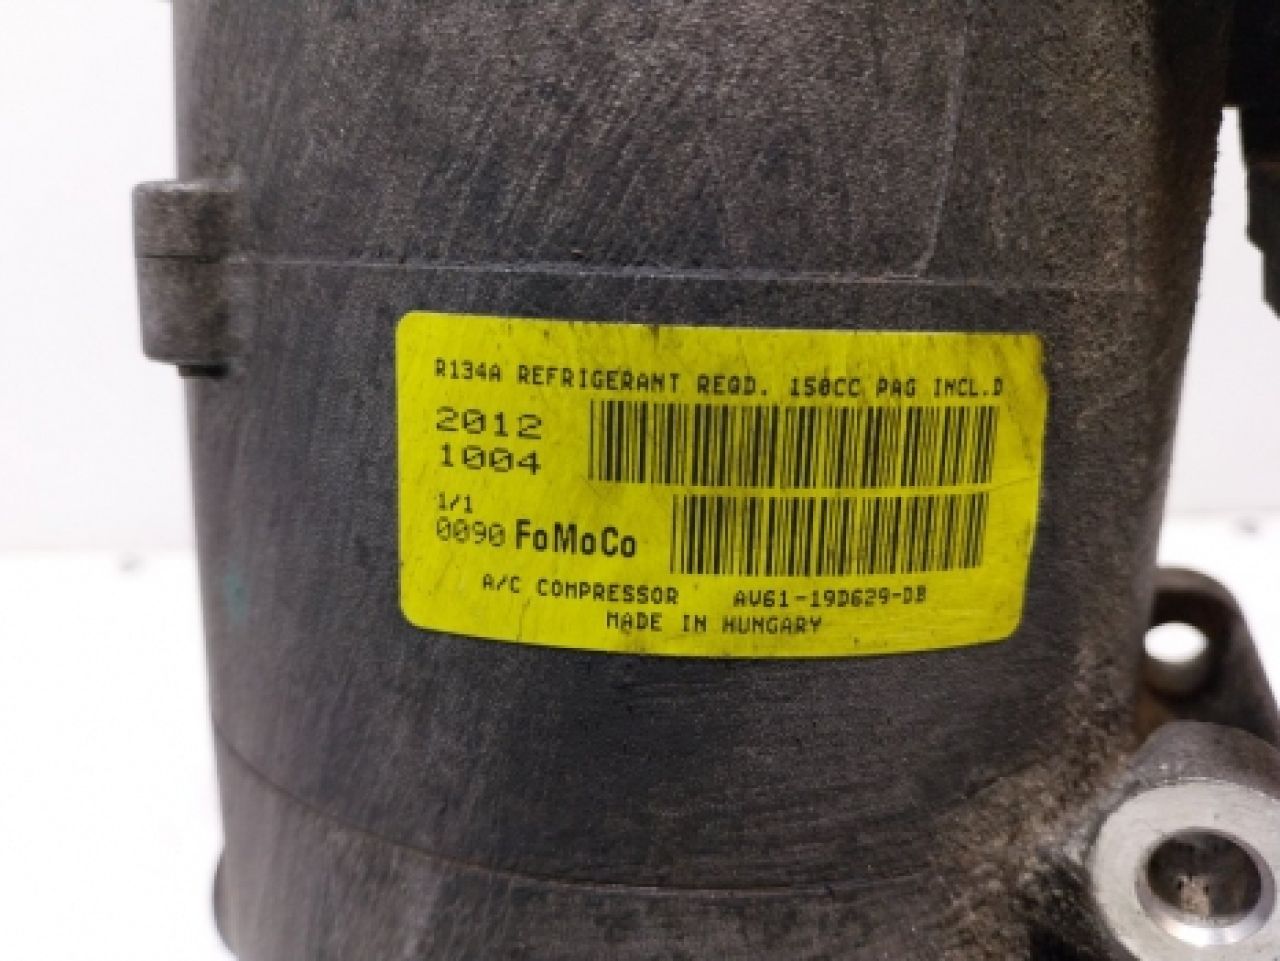 R134A REFRIGERANT REQD. 150CC PAG INCL.D
2012
1004
1/1
0090 FoMoCo
A/C COMPRESSOR AV61-19D629-DB
MADE IN HUNGARY